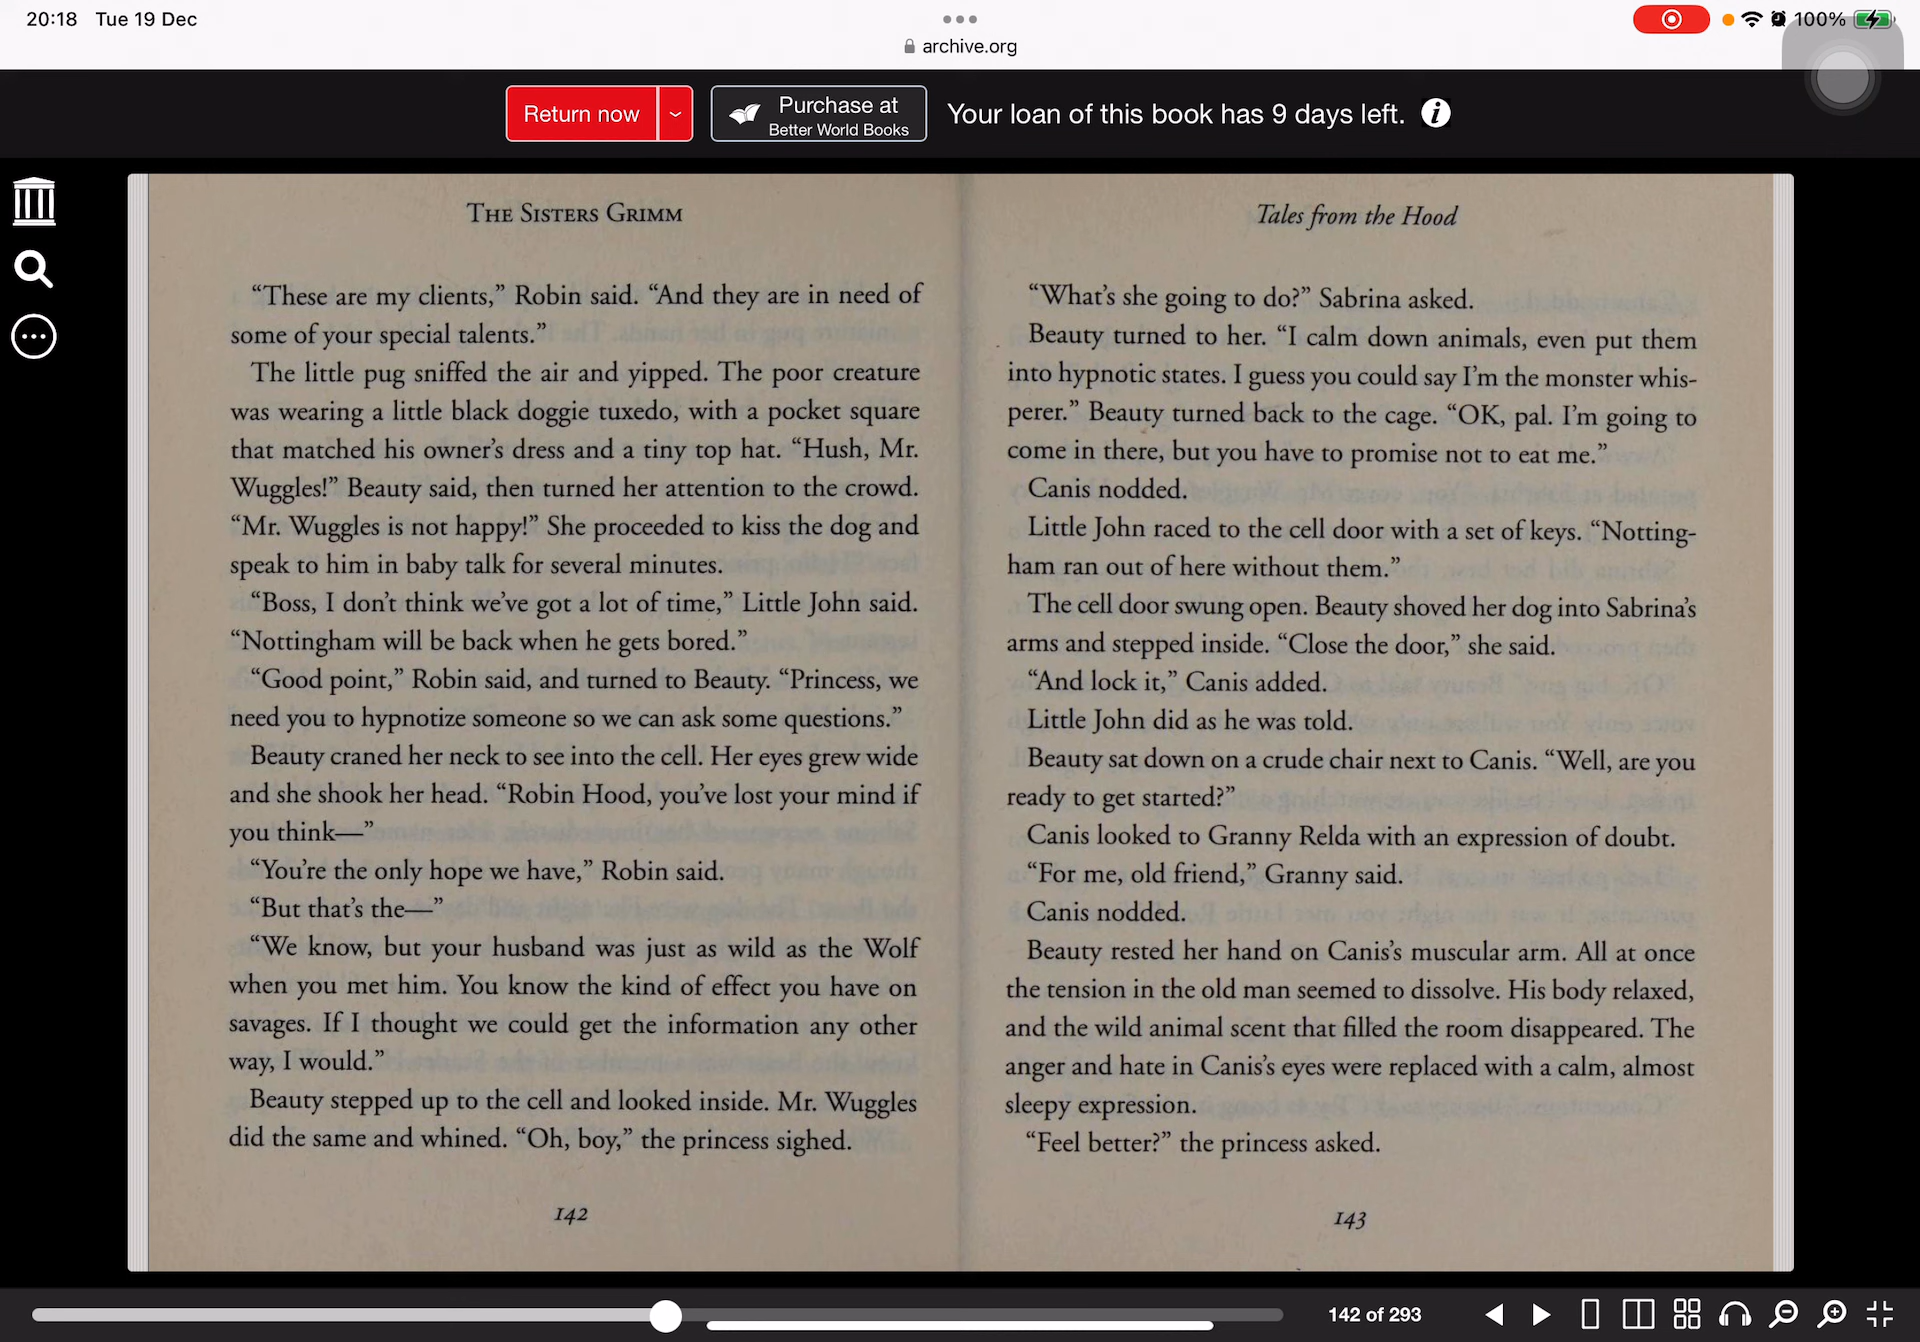 20:18 Tue 19 Dec
100%
archive.org
Return now
Purchase at
Better World Books
Your loan of this book has 9 days left.
THE SISTERS GRIMM
“These are my clients,” Robin said. “And they are in need of
some of your special talents.”
The little pug sniffed the air and yipped. The poor creature
was wearing a little black doggie tuxedo, with a pocket square
that matched his owner’s dress and a tiny top hat. “Hush, Mr.
Wuggles!” Beauty said, then turned her attention to the crowd.
“Mr. Wuggles is not happy!” She proceeded to kiss the dog and
speak to him in baby talk for several minutes.
“Boss, I don’t think we’ve got a lot of time,” Little John said.
“Nottingham will be back when he gets bored.”
“Good point,” Robin said, and turned to Beauty. “Princess, we
need you to hypnotize someone so we can ask some questions.”
Beauty craned her neck to see into the cell. Her eyes grew wide
and she shook her head. “Robin Hood, you’ve lost your mind if
you think—”
“You’re the only hope we have,” Robin said.
“But that’s the—”
“We know, but your husband was just as wild as the Wolf
when you met him. You know the kind of effect you have on
savages. If I thought we could get the information any other
way, I would.”
Beauty stepped up to the cell and looked inside. Mr. Wuggles
did the same and whined. “Oh, boy,” the princess sighed.
142
Tales from the Hood
“What’s she going to do?” Sabrina asked.
Beauty turned to her. “I calm down animals, even put them
into hypnotic states. I guess you could say I’m the monster whis-
perer.” Beauty turned back to the cage. “OK, pal. I’m going to
come in there, but you have to promise not to eat me.”
Canis nodded.
Little John raced to the cell door with a set of keys. “Notting-
ham ran out of here without them.”
The cell door swung open. Beauty shoved her dog into Sabrina’s
arms and stepped inside. “Close the door,” she said.
“And lock it,” Canis added.
Little John did as he was told.
Beauty sat down on a crude chair next to Canis. “Well, are you
ready to get started?”
Canis looked to Granny Relda with an expression of doubt.
“For me, old friend,” Granny said.
Canis nodded.
Beauty rested her hand on Canis’s muscular arm. All at once
the tension in the old man seemed to dissolve. His body relaxed,
and the wild animal scent that filled the room disappeared. The
anger and hate in Canis’s eyes were replaced with a calm, almost
sleepy expression.
“Feel better?” the princess asked.
143
142 of 293